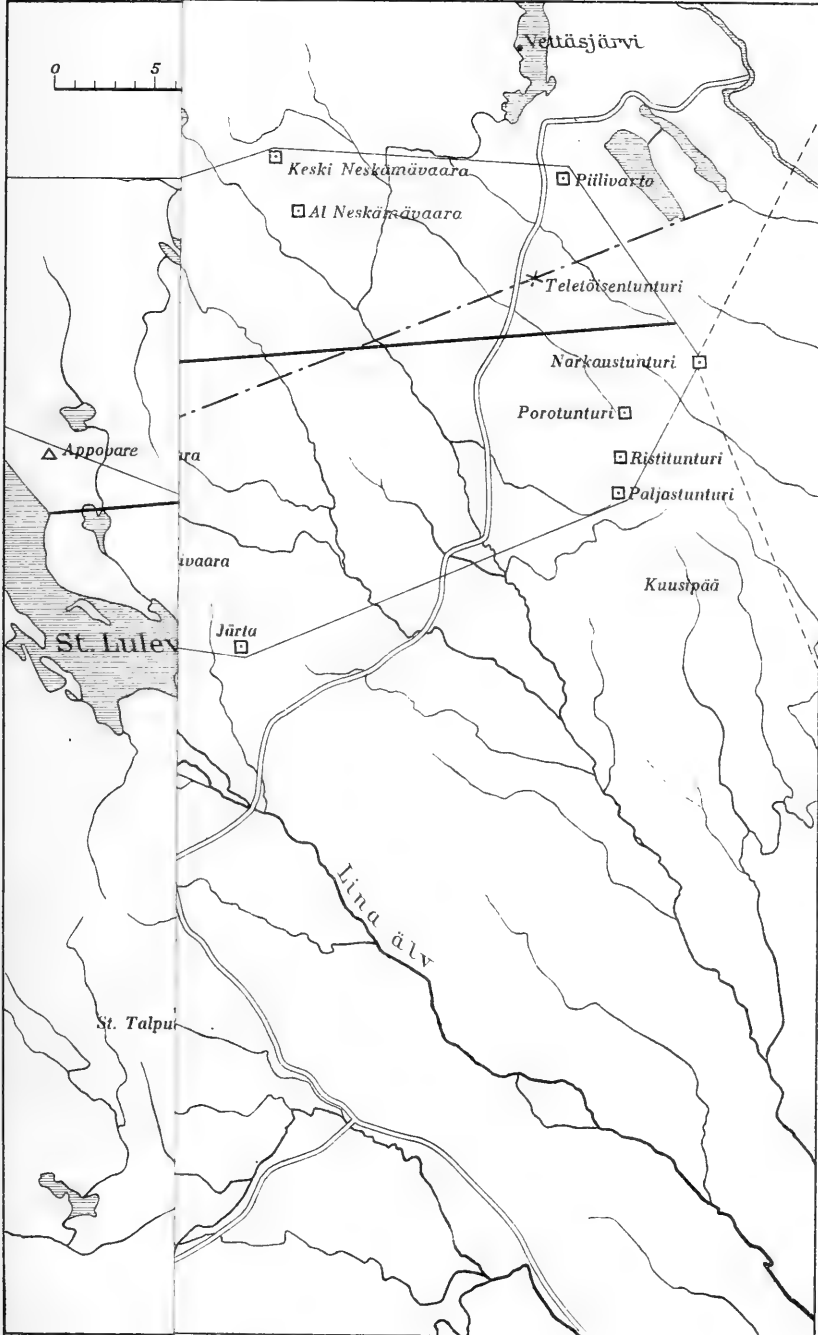 Vettäsjärvi
0 5
Keski Neskämävaara
Piilivarto
Al Neskämävaara
Teletöisentunturi
Narkaustunturi
Porotunturi
Appovare
ara
Ristitunturi
Paljastunturi
ivaara
Kuusipää
Järta
St. Lulev
Lina älv
St. Talpu